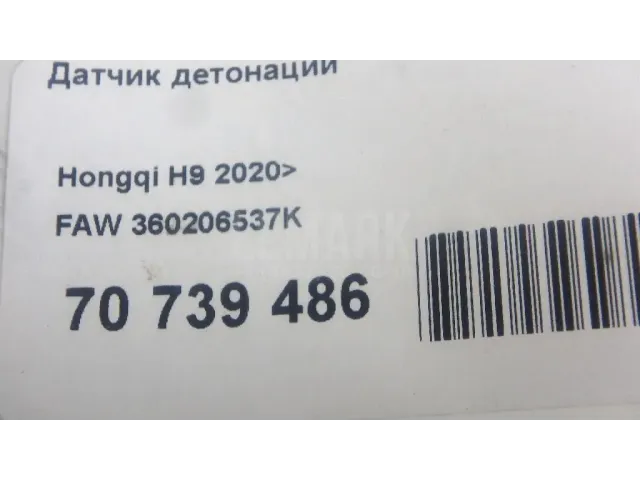 Датчик детонации
Hongqi H9 2020>
FAW 360206537K
70 739 486